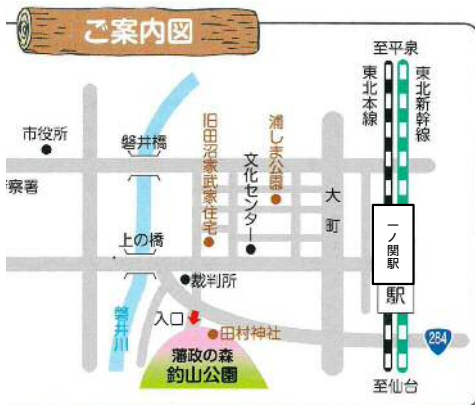 ご案内図
至平泉
東北本線
東北新幹線
市役所
磐井橋
旧田沼家武家住宅
浦しま公園
文化センター
大町
察署
上の橋
一ノ関駅
駅
裁判所
磐井川
入口
田村神社
284
藩政の森
釣山公園
至仙台